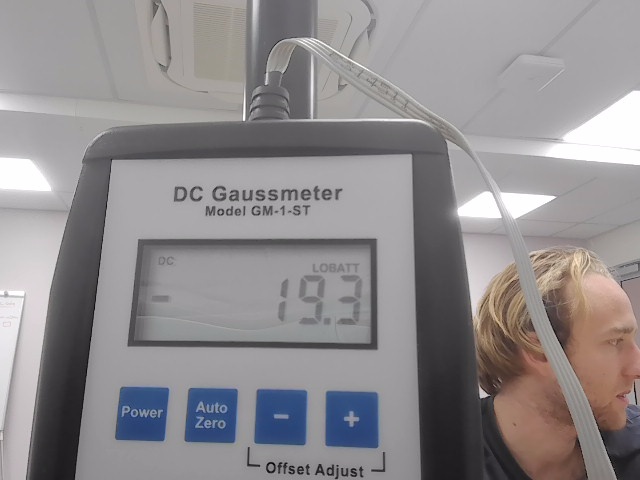 DC Gaussmeter
Model GM-1-ST
DC
LOBATT
- 19.3
Power
Auto
Zero
-
+
Offset Adjust